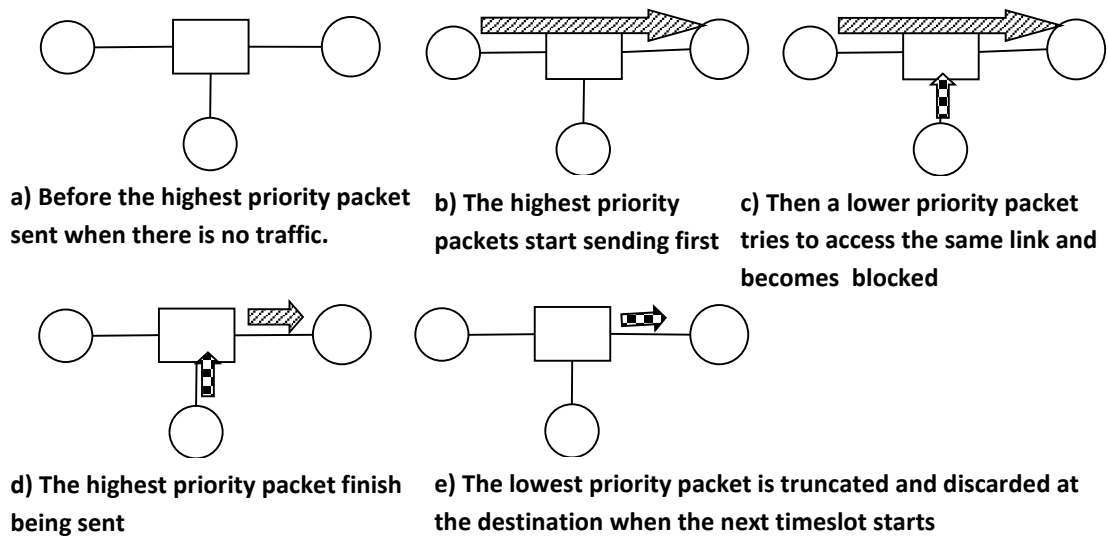 a) Before the highest priority packet
sent when there is no traffic.
b) The highest priority
packets start sending first
c) Then a lower priority packet
tries to access the same link and
becomes  blocked
d) The highest priority packet finish
being sent
e) The lowest priority packet is truncated and discarded at
the destination when the next timeslot starts